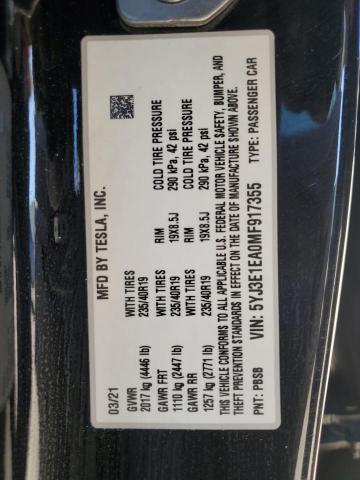 MFD BY TESLA, INC.
03/21
GVWR WITH TIRES RIM COLD TIRE PRESSURE
2017 kg (4446 lb) 235/40R19 19X8.5J 290 kPa, 42 psi
GAWR FRT WITH TIRES RIM COLD TIRE PRESSURE
1110 kg (2447 lb) 235/40R19 19X8.5J 290 kPa, 42 psi
GAWR RR
1257 kg (2771 lb)
THIS VEHICLE CONFORMS TO ALL APPLICABLE U.S. FEDERAL MOTOR VEHICLE SAFETY, BUMPER, AND
THEFT PREVENTION STANDARDS IN EFFECT ON THE DATE OF MANUFACTURE SHOWN ABOVE.
VIN: 5YJ3E1EA0MF917355
PNT: PBSB TYPE: PASSENGER CAR